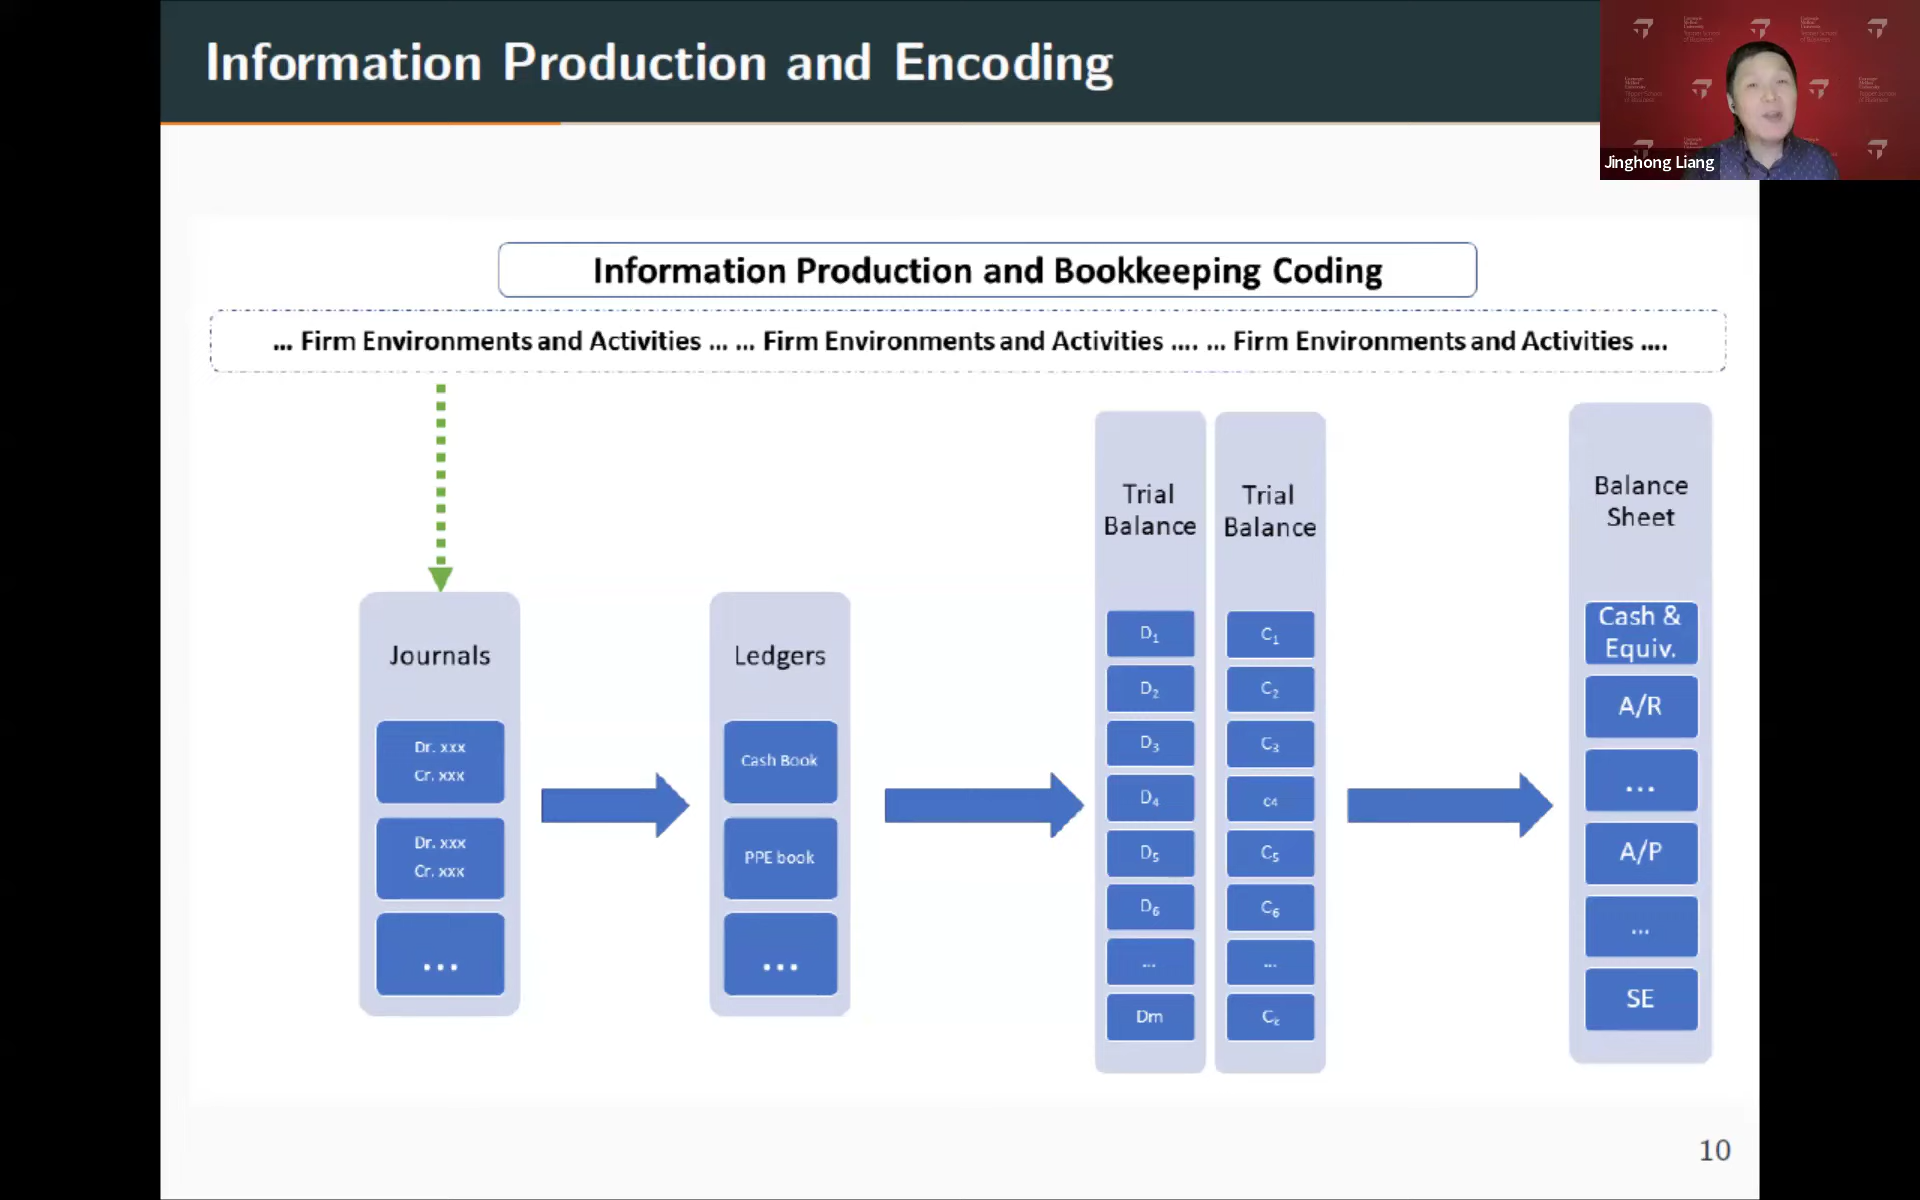 Information Production and Encoding
Jinghong Liang
Information Production and Bookkeeping Coding
... Firm Environments and Activities ... ... Firm Environments and Activities .... ... Firm Environments and Activities ....
Journals
Dr. xxx
Cr. xxx
Dr. xxx
Cr. xxx
...
Ledgers
Cash Book
PPE book
...
Trial
Balance
D1
D2
D3
D4
D5
D6
...
Dm
Trial
Balance
C1
C2
C3
c4
C5
C6
...
Ck
Balance
Sheet
Cash &
Equiv.
A/R
...
A/P
...
SE
10